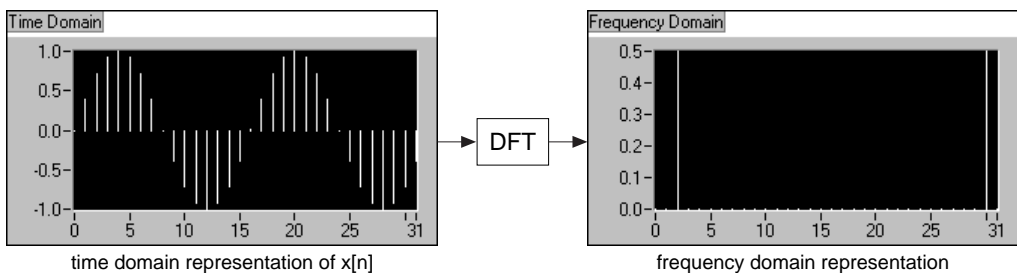 Time Domain
1.0
0.5
0.0
-0.5
-1.0
0 5 10 15 20 25 31
time domain representation of x[n]
DFT
Frequency Domain
0.5
0.4
0.3
0.2
0.1
0.0
0 5 10 15 20 25 31
frequency domain representation